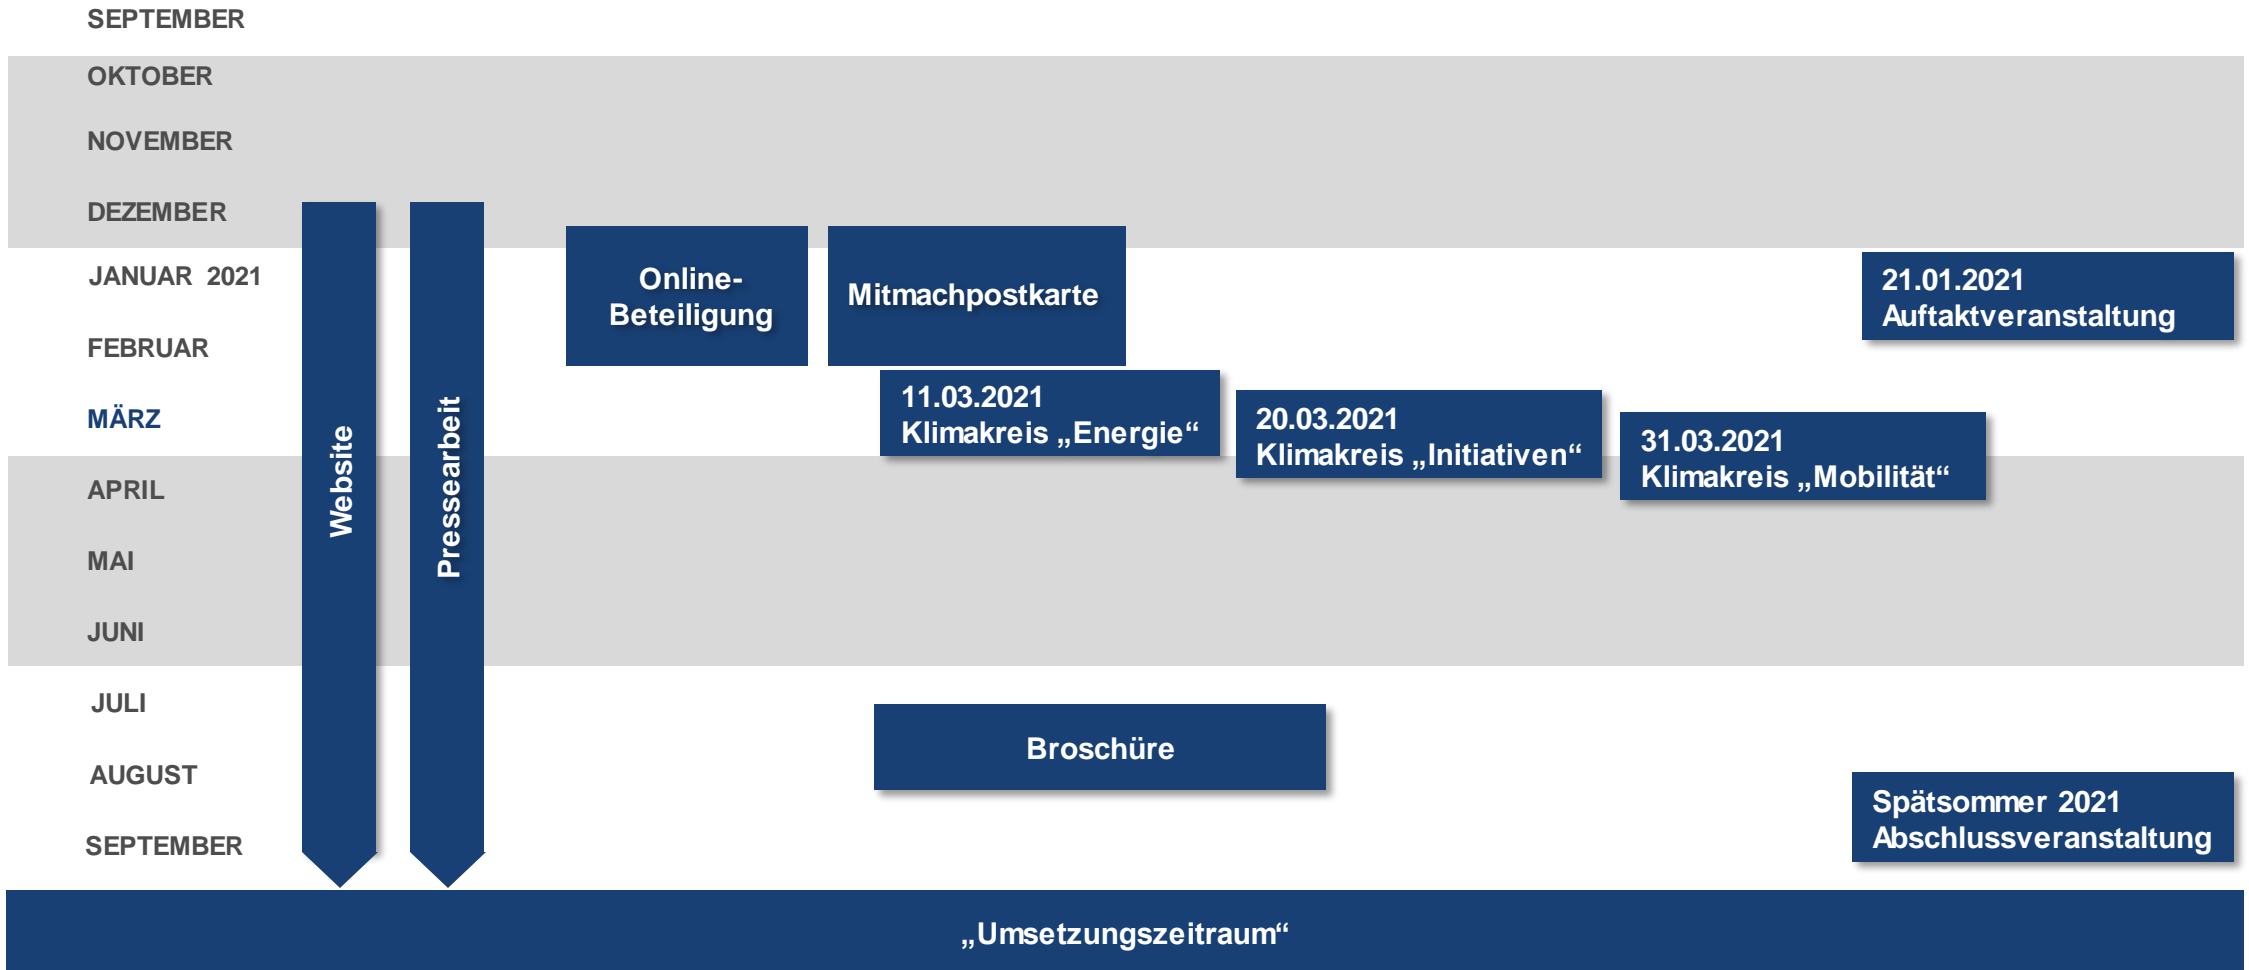 SEPTEMBER
OKTOBER
NOVEMBER
DEZEMBER
JANUAR 2021
FEBRUAR
MÄRZ
APRIL
MAI
JUNI
JULI
AUGUST
SEPTEMBER
Website
Pressearbeit
Online-
Beteiligung
Mitmachpostkarte
21.01.2021
Auftaktveranstaltung
11.03.2021
Klimakreis „Energie“
20.03.2021
Klimakreis „Initiativen“
31.03.2021
Klimakreis „Mobilität“
Broschüre
Spätsommer 2021
Abschlussveranstaltung
„Umsetzungszeitraum“